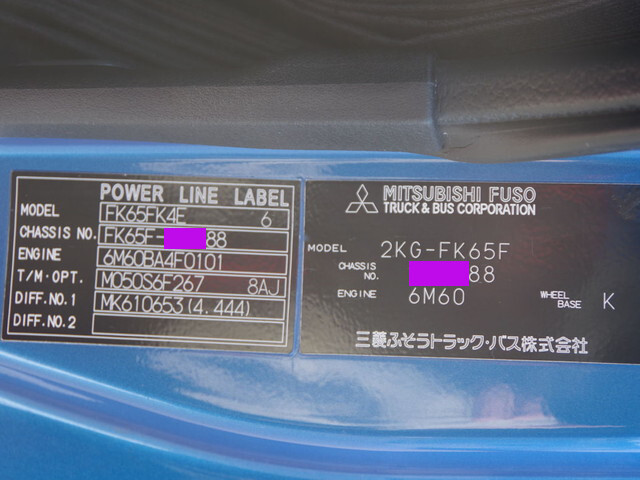 POWER LINE LABEL
MODEL FK65FK4E 6
CHASSIS NO. FK65F- 88
ENGINE 6M60BA4F0101
T/M・OPT. M050S6F267 8AJ
DIFF.NO.1 MK610653(4.444)
DIFF.NO.2
MITSUBISHI FUSO
TRUCK & BUS CORPORATION
MODEL 2KG-FK65F
CHASSIS NO. 88
ENGINE 6M60 WHEEL BASE K
三菱ふそうトラック・バス株式会社